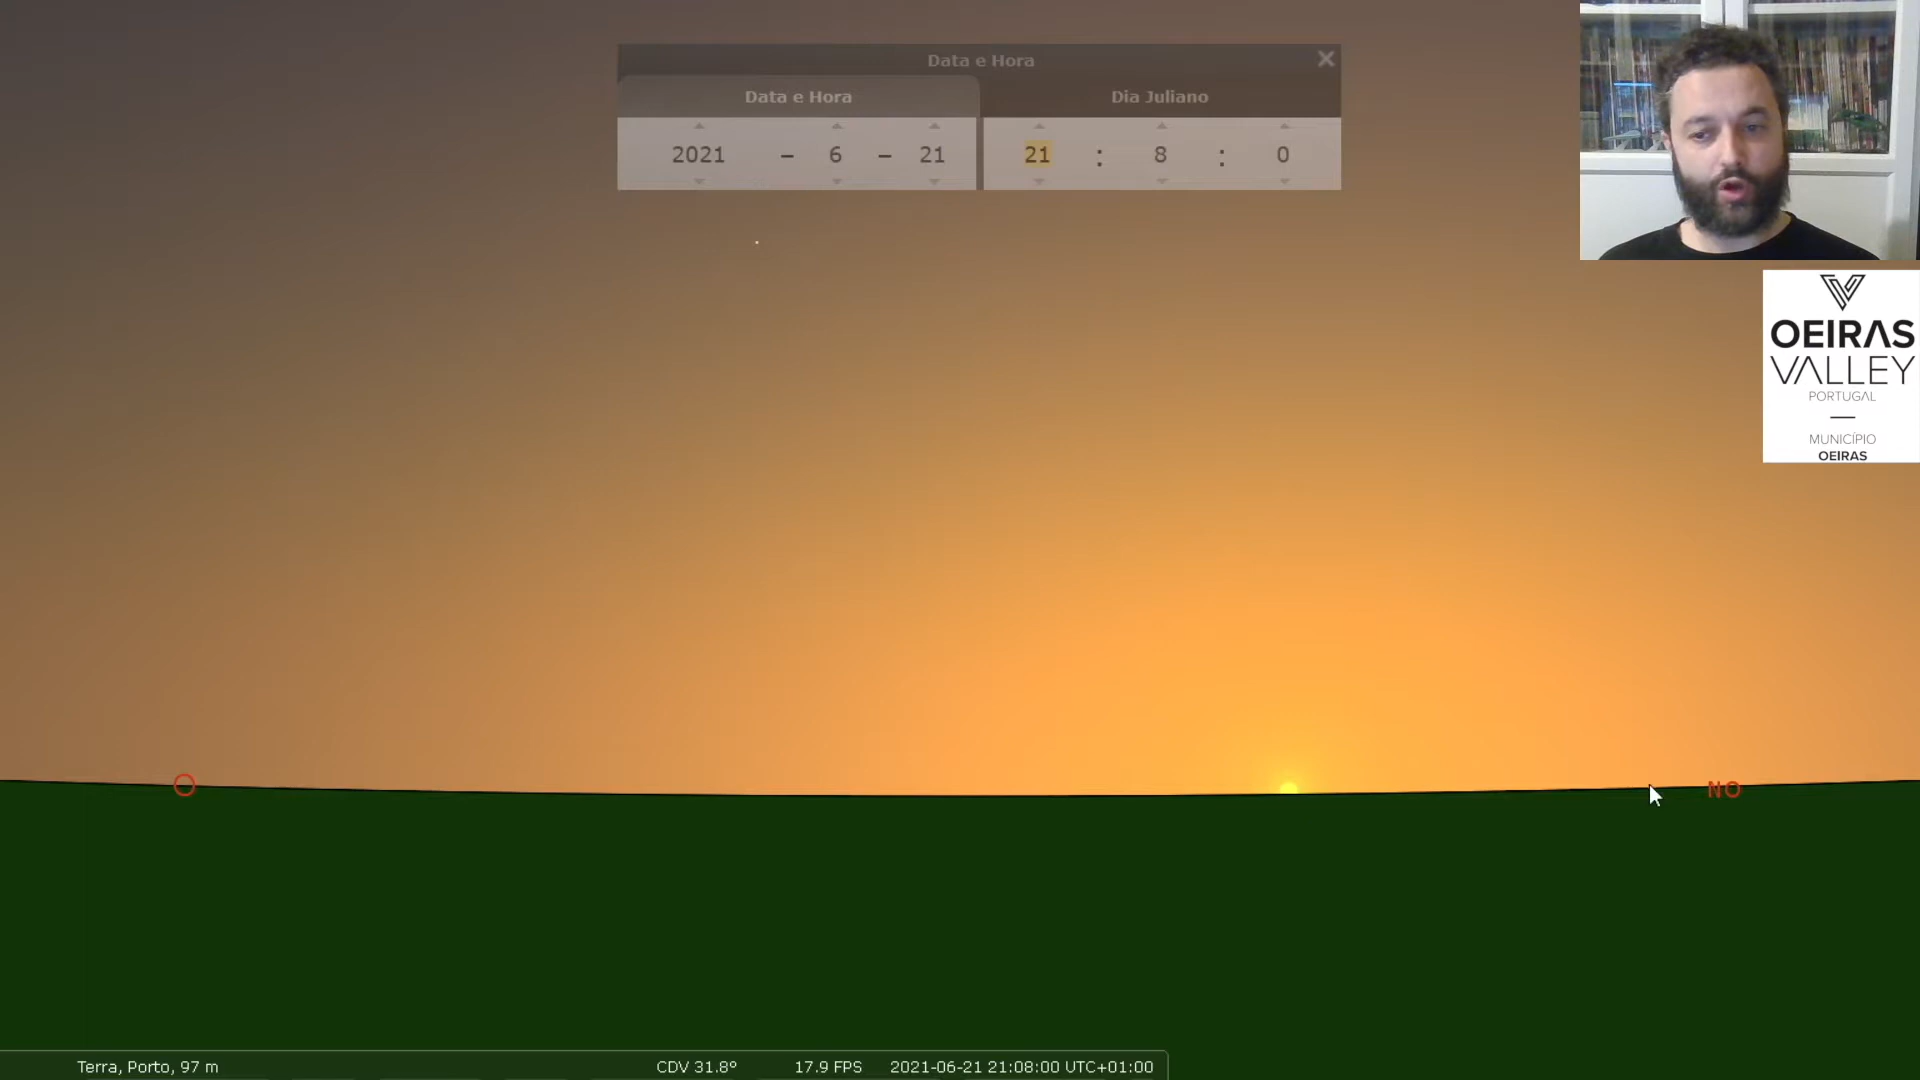 Data e Hora
Data e Hora
Dia Juliano
2021 – 6 – 21
21 : 8 : 0
OEIRAS
VALLEY
PORTUGAL
MUNICÍPIO
OEIRAS
O
NO
Terra, Porto, 97 m
CDV 31.8°
17.9 FPS
2021-06-21 21:08:00 UTC+01:00